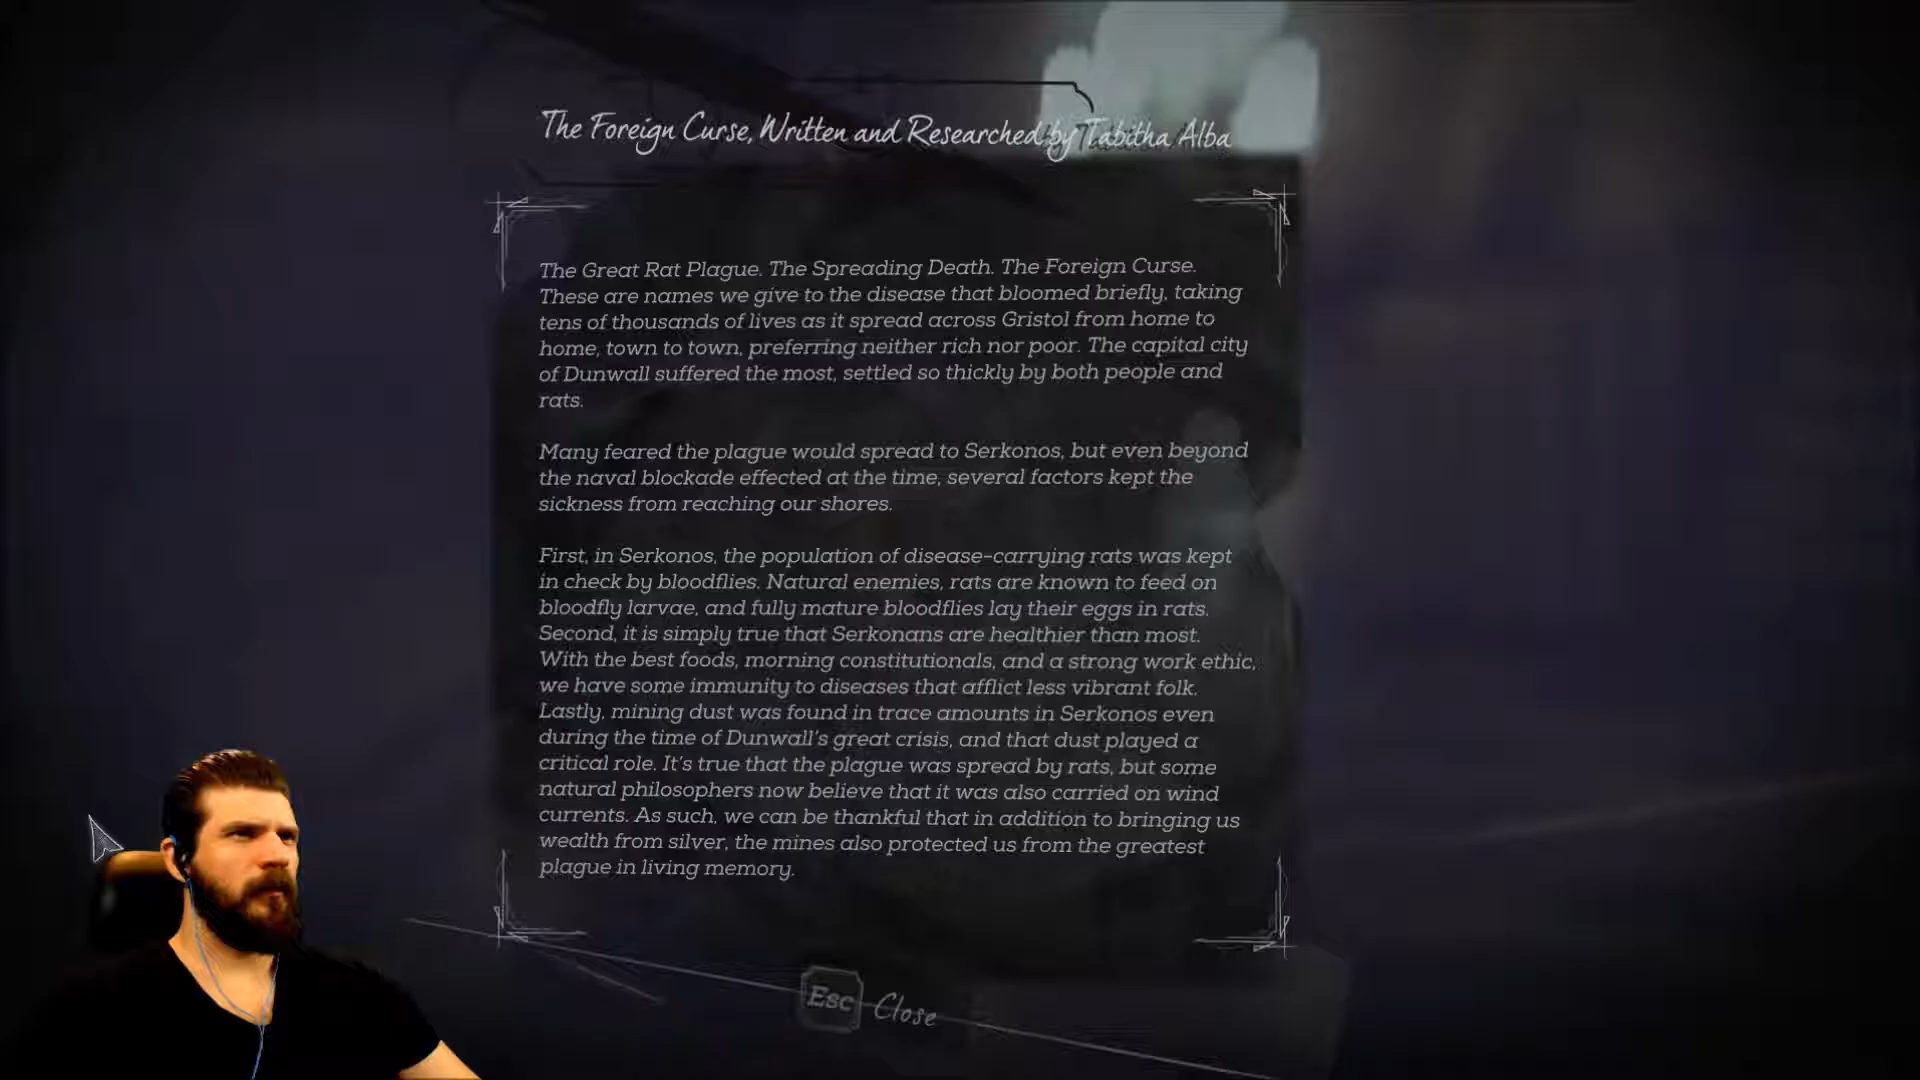 The Foreign Curse, Written and Researched by Tabitha Alba
The Great Rat Plague. The Spreading Death. The Foreign Curse.
These are names we give to the disease that bloomed briefly, taking
tens of thousands of lives as it spread across Gristol from home to
home, town to town, preferring neither rich nor poor. The capital city
of Dunwall suffered the most, settled so thickly by both people and
rats.
Many feared the plague would spread to Serkonos, but even beyond
the naval blockade effected at the time, several factors kept the
sickness from reaching our shores.
First, in Serkonos, the population of disease-carrying rats was kept
in check by bloodflies. Natural enemies, rats are known to feed on
bloodfly larvae, and fully mature bloodflies lay their eggs in rats.
Second, it is simply true that Serkonans are healthier than most.
With the best foods, morning constitutionals, and a strong work ethic,
we have some immunity to diseases that afflict less vibrant folk.
Lastly, mining dust was found in trace amounts in Serkonos even
during the time of Dunwall's great crisis, and that dust played a
critical role. It's true that the plague was spread by rats, but some
natural philosophers now believe that it was also carried on wind
currents. As such, we can be thankful that in addition to bringing us
wealth from silver, the mines also protected us from the greatest
plague in living memory.
Esc Close